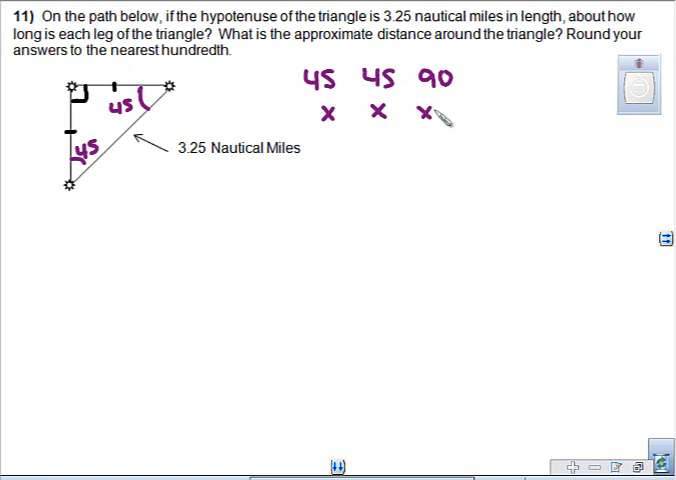 11) On the path below, if the hypotenuse of the triangle is 3.25 nautical miles in length, about how
long is each leg of the triangle? What is the approximate distance around the triangle? Round your
answers to the nearest hundredth.
45 45 90
x x x
45
45
3.25 Nautical Miles